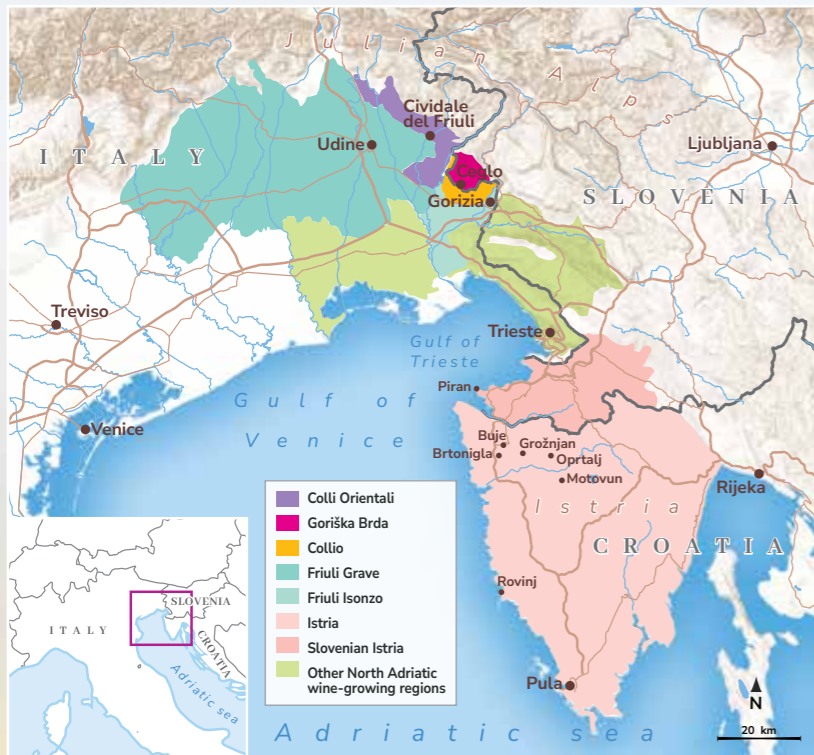 Julian Alps
ITALY
Cividale
del Friuli
Udine
Ljubljana
SLOVENIA
Ceglo
Gorizia
Treviso
Trieste
Gulf of
Trieste
Piran
Gulf of
Venice
Venice
Buje
Grožnjan
Brtonigla
Oprtalj
Motovun
Rijeka
Istria
CROATIA
Rovinj
Pula
Adriatic sea
N
20 km
Colli Orientali
Goriška Brda
Collio
Friuli Grave
Friuli Isonzo
Istria
Slovenian Istria
Other North Adriatic
wine-growing regions
SLOVENIA
ITALY
CROATIA
Adriatic sea